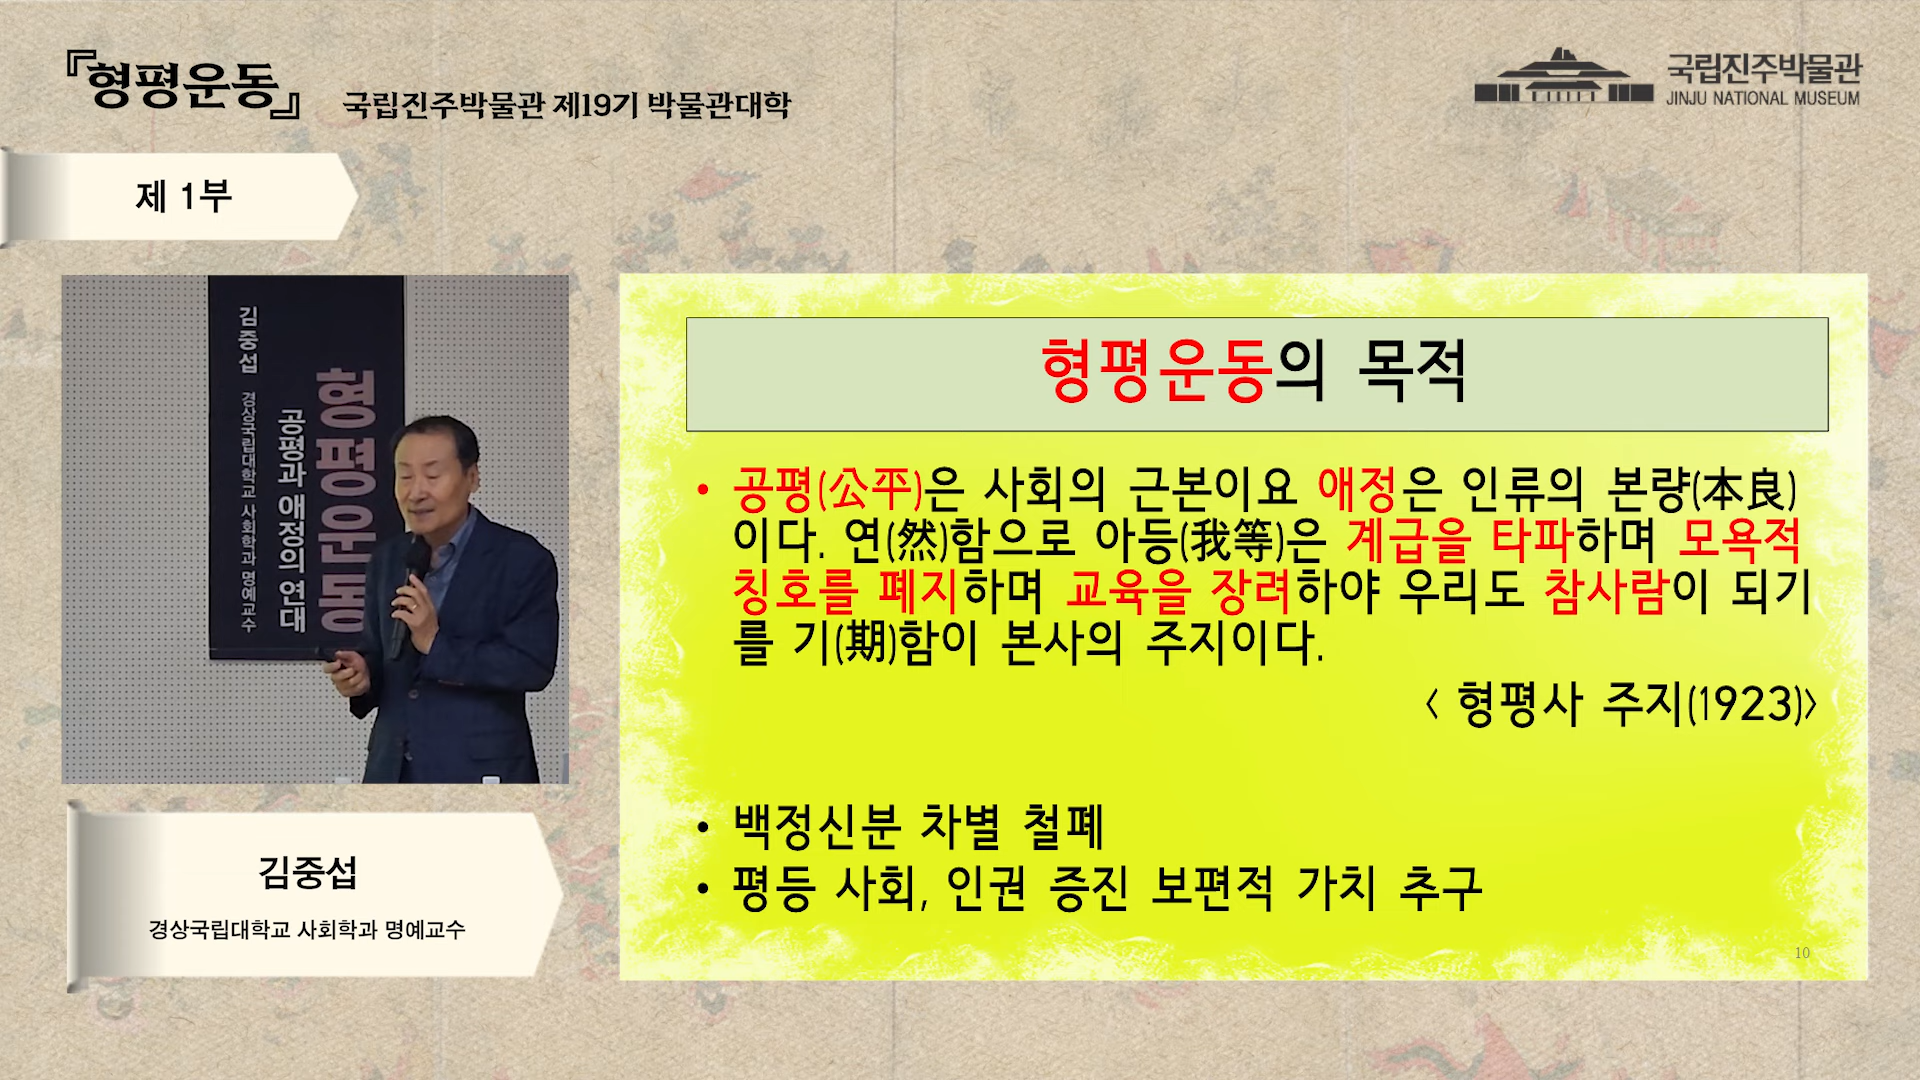 『형평운동』
국립진주박물관 제19기 박물관대학
국립진주박물관
JINJU NATIONAL MUSEUM
제 1부
김중섭 경상국립대학교 사회학과 명예교수
공평과 애정의 연대
형평운동
김중섭
경상국립대학교 사회학과 명예교수
형평운동의 목적
• 공평(公平)은 사회의 근본이요 애정은 인류의 본량(本良)
이다. 연(然)함으로 아등(我等)은 계급을 타파하며 모욕적
칭호를 폐지하며 교육을 장려하야 우리도 참사람이 되기
를 기(期)함이 본사의 주지이다.
< 형평사 주지(1923)>
• 백정신분 차별 철폐
• 평등 사회, 인권 증진 보편적 가치 추구
10